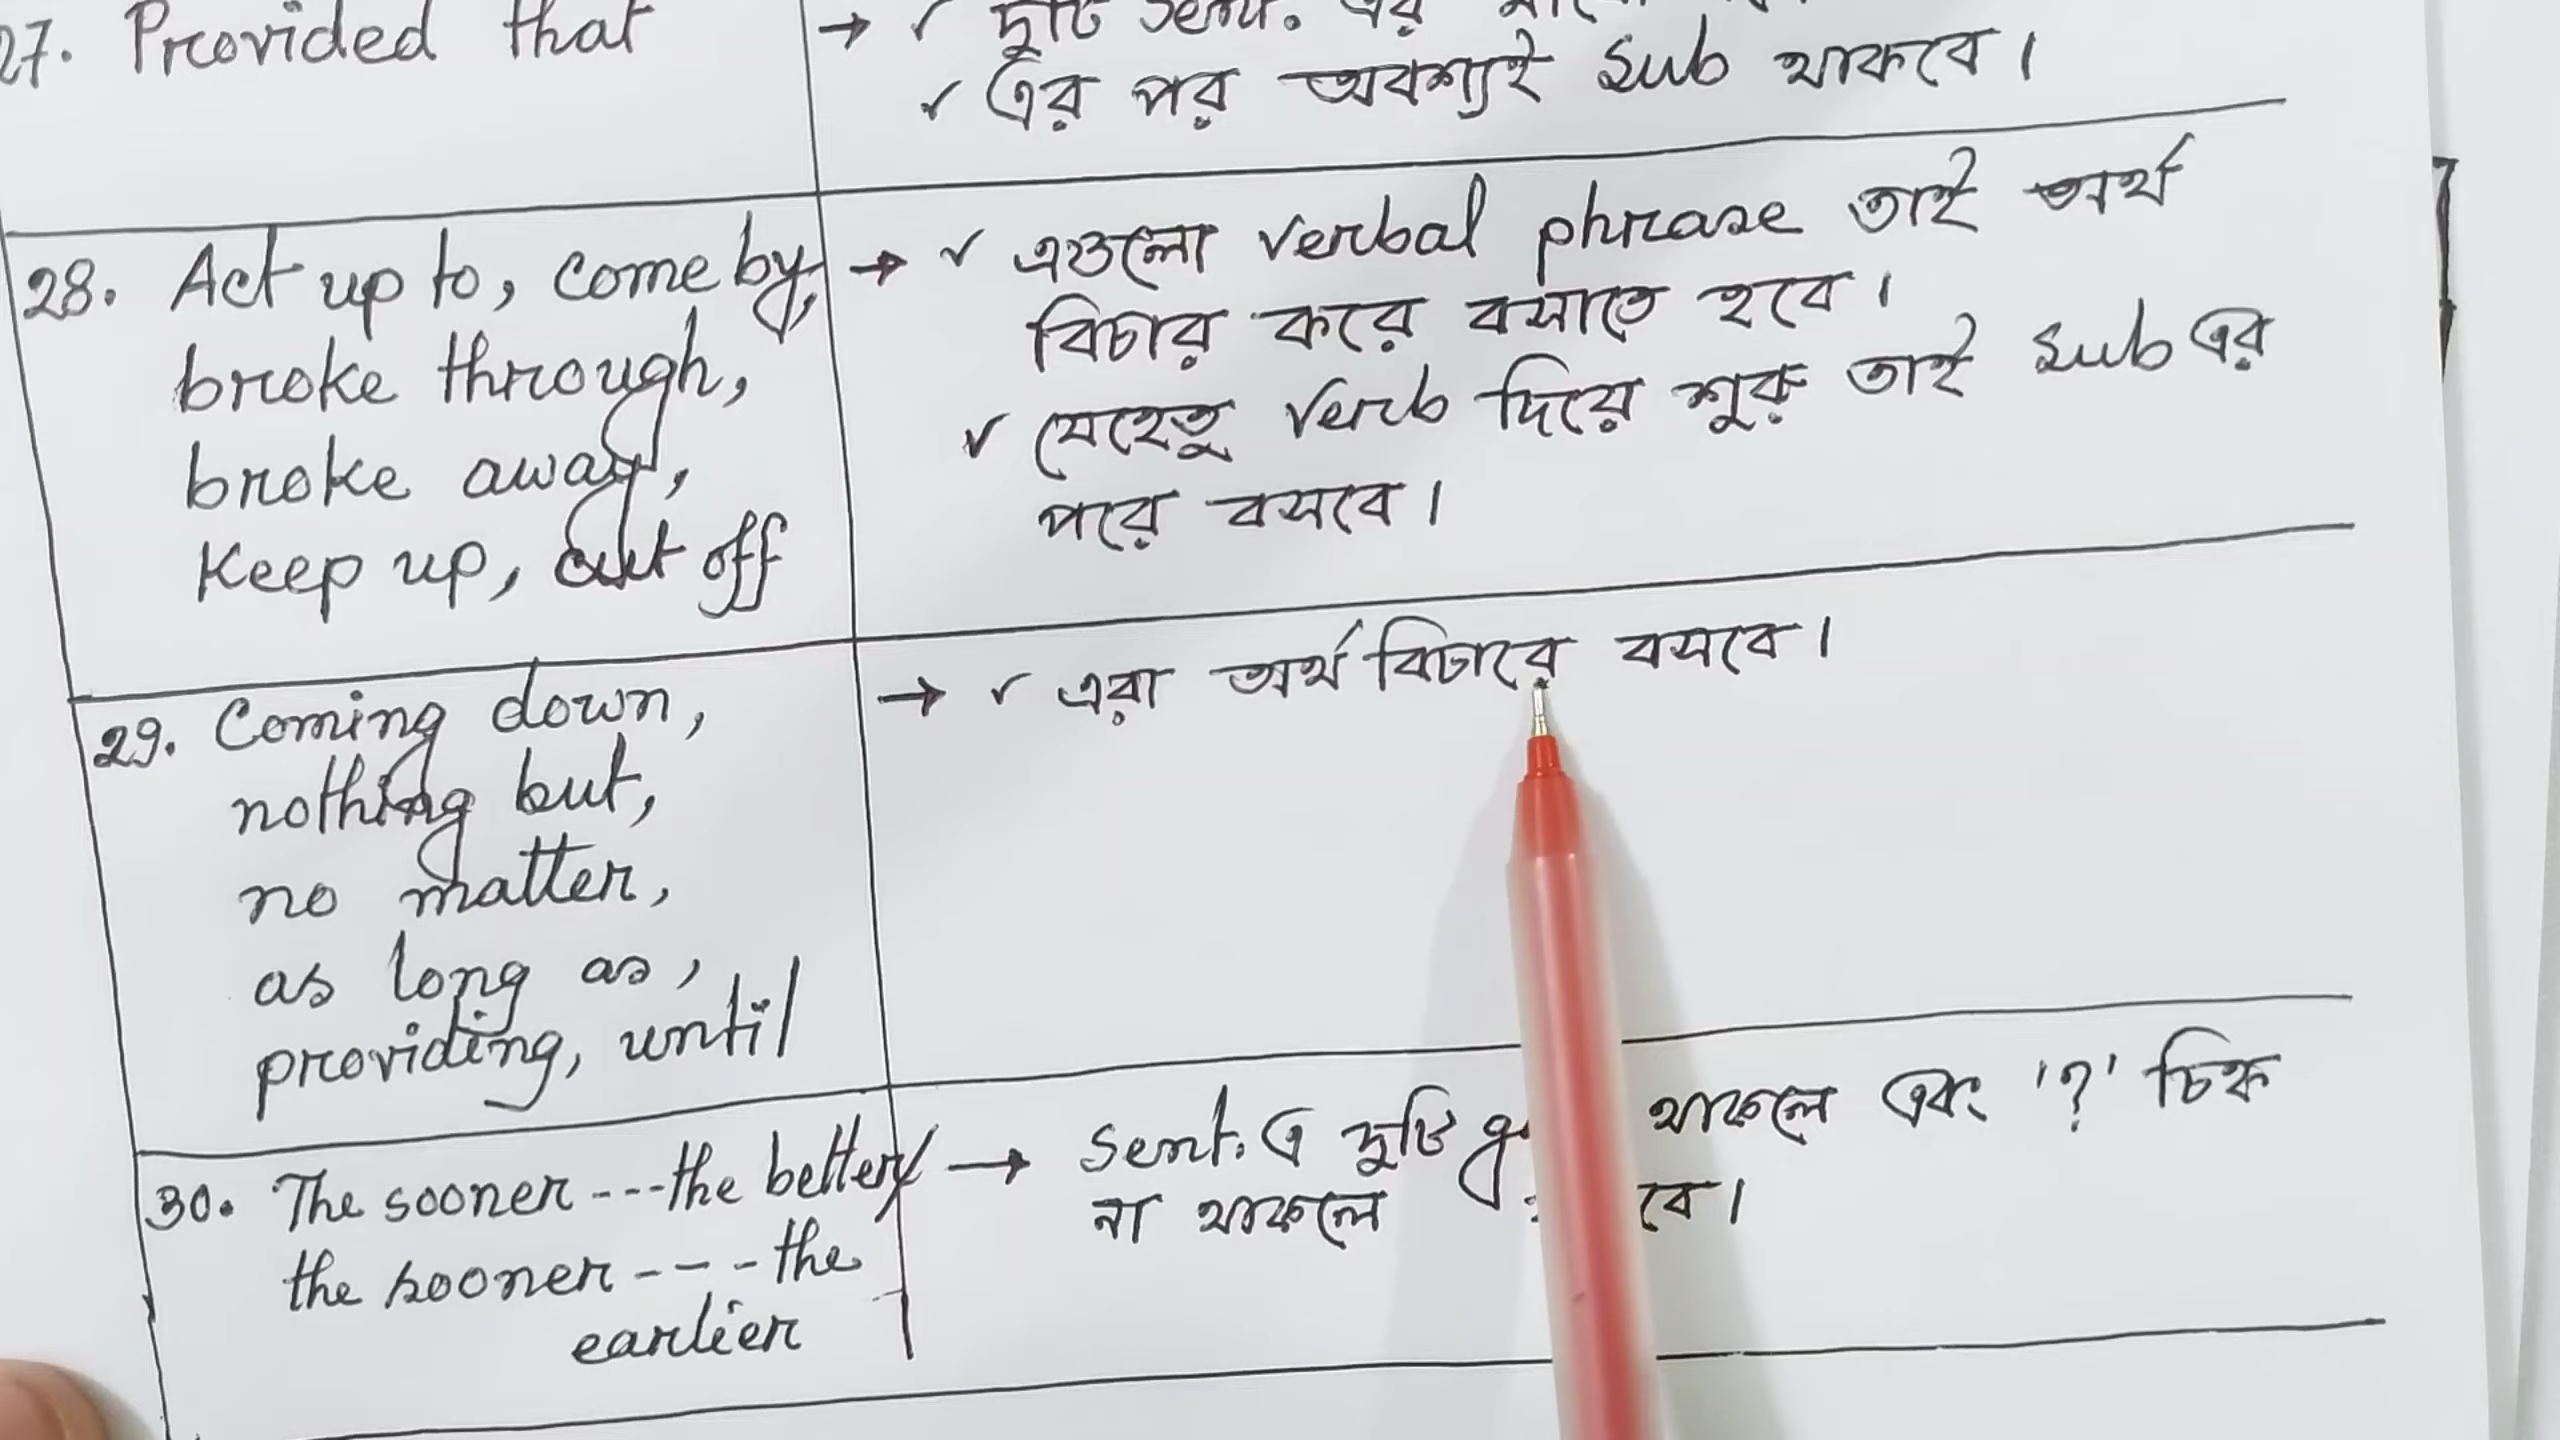 27. Provided that → ✓ দুটি sent. এর
✓ এর পর অবশ্যই sub থাকবে।
28. Act up to, come by, → ✓ এগুলো verbal phrase তাই অর্থ
broke through, বিচার করে বসাতে হবে।
broke away, ✓ যেহেতু verb দিয়ে শুরু তাই sub এর
Keep up, cut off পরে বসবে।
29. Coming down, → ✓ এরা অর্থ বিচারে বসবে।
nothing but,
no matter,
as long as,
providing, until
30. The sooner ---the better/ → sent. এ দুটি থাকলে এবং '?' চিহ্ন
the sooner ---- the না থাকলে
earlier